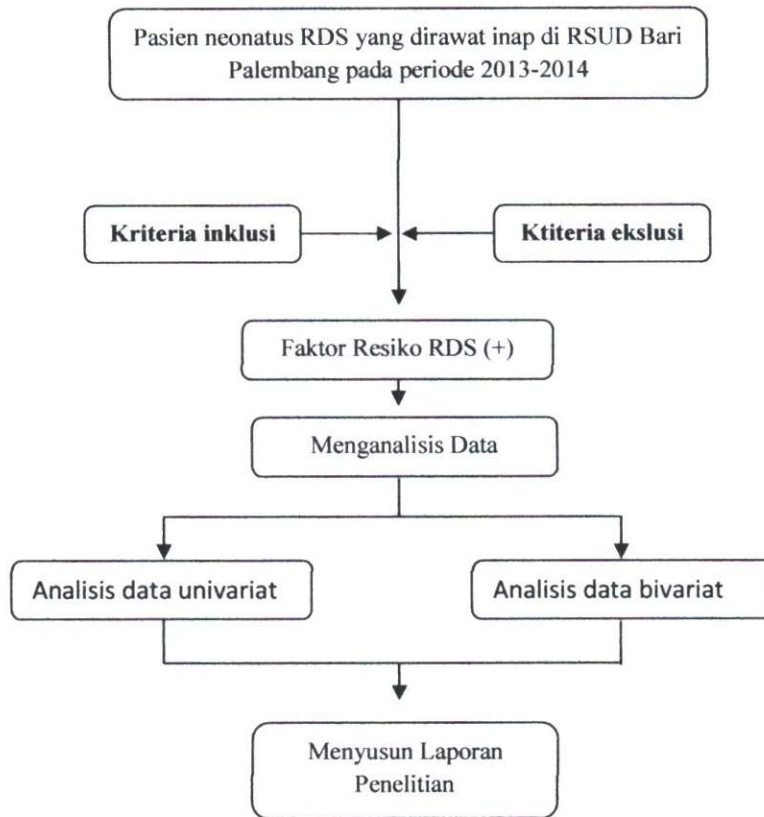 Pasien neonatus RDS yang dirawat inap di RSUD Bari
Palembang pada periode 2013-2014
Kriteria inklusi
Ktiteria ekslusi
Faktor Resiko RDS (+)
Menganalisis Data
Analisis data univariat
Analisis data bivariat
Menyusun Laporan
Penelitian